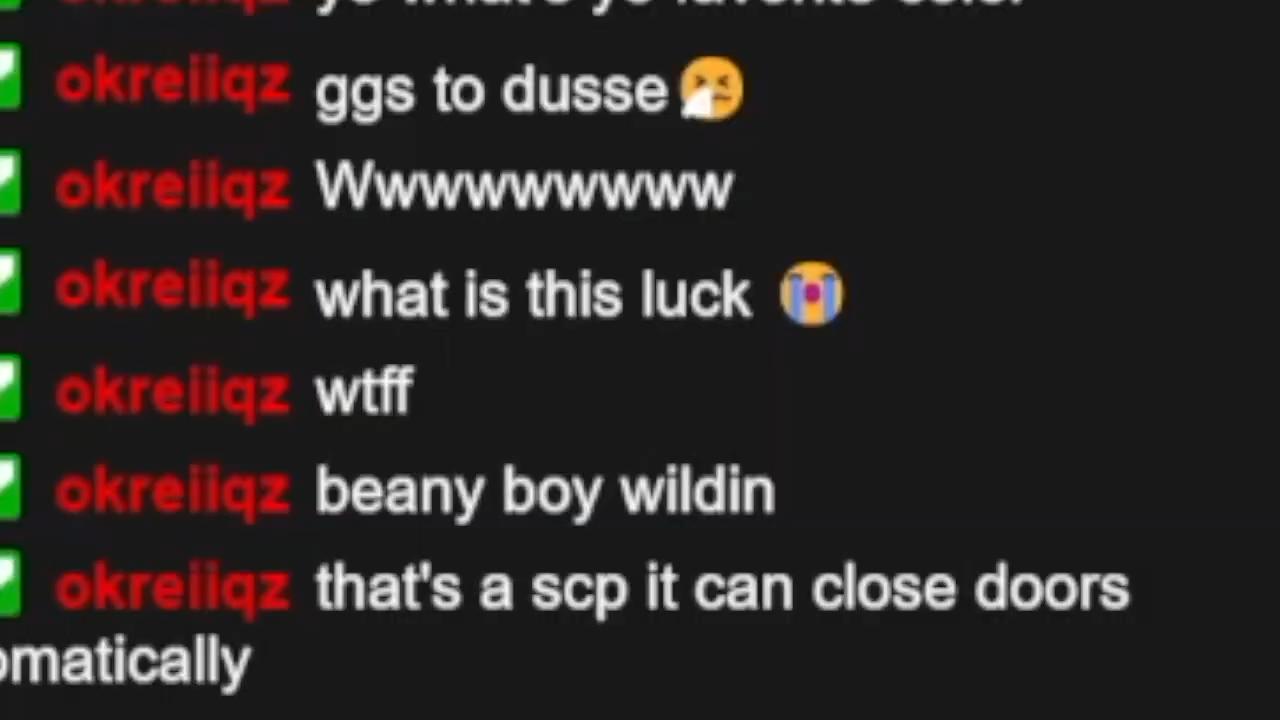 okreiiqz ggs to dusse🤧
okreiiqz Wwwwwwwww
okreiiqz what is this luck 😭
okreiiqz wtff
okreiiqz beany boy wildin
okreiiqz that's a scp it can close doors
omatically